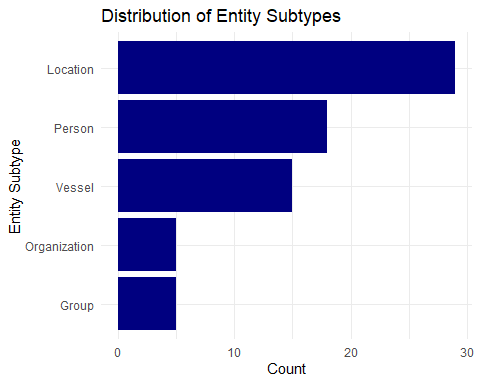 Distribution of Entity Subtypes
Entity Subtype
Location
Person
Vessel
Organization
Group
0 10 20 30
Count